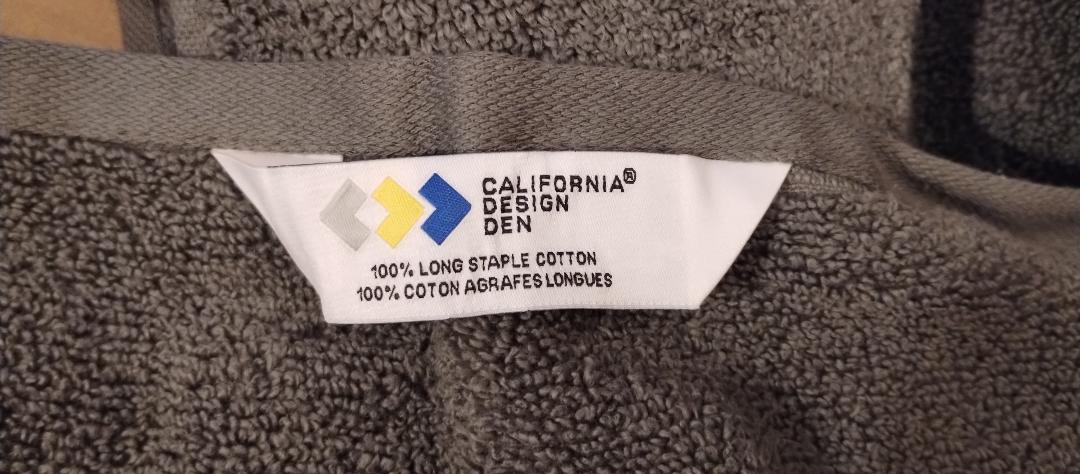 CALIFORNIA®
DESIGN
DEN
100% LONG STAPLE COTTON
100% COTON AGRAFES LONGUES